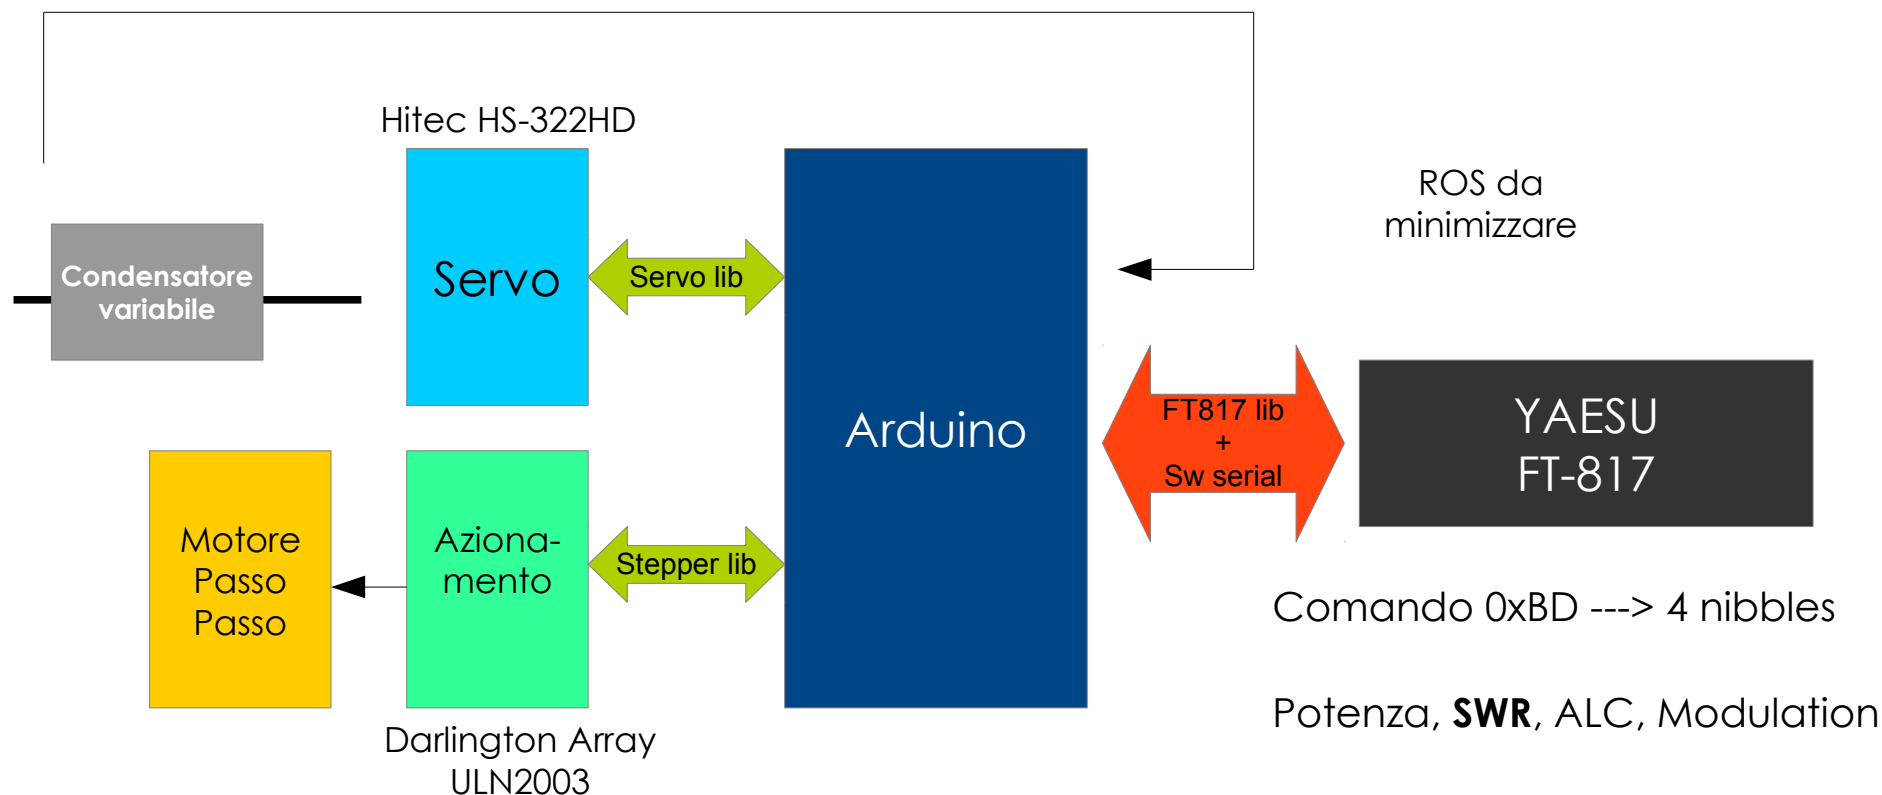 Hitec HS-322HD
ROS da
minimizzare
Condensatore
variabile
Servo
Servo lib
Arduino
FT817 lib
+
Sw serial
YAESU
FT-817
Motore
Passo
Passo
Aziona-
mento
Stepper lib
Comando 0xBD ---> 4 nibbles
Potenza, SWR, ALC, Modulation
Darlington Array
ULN2003